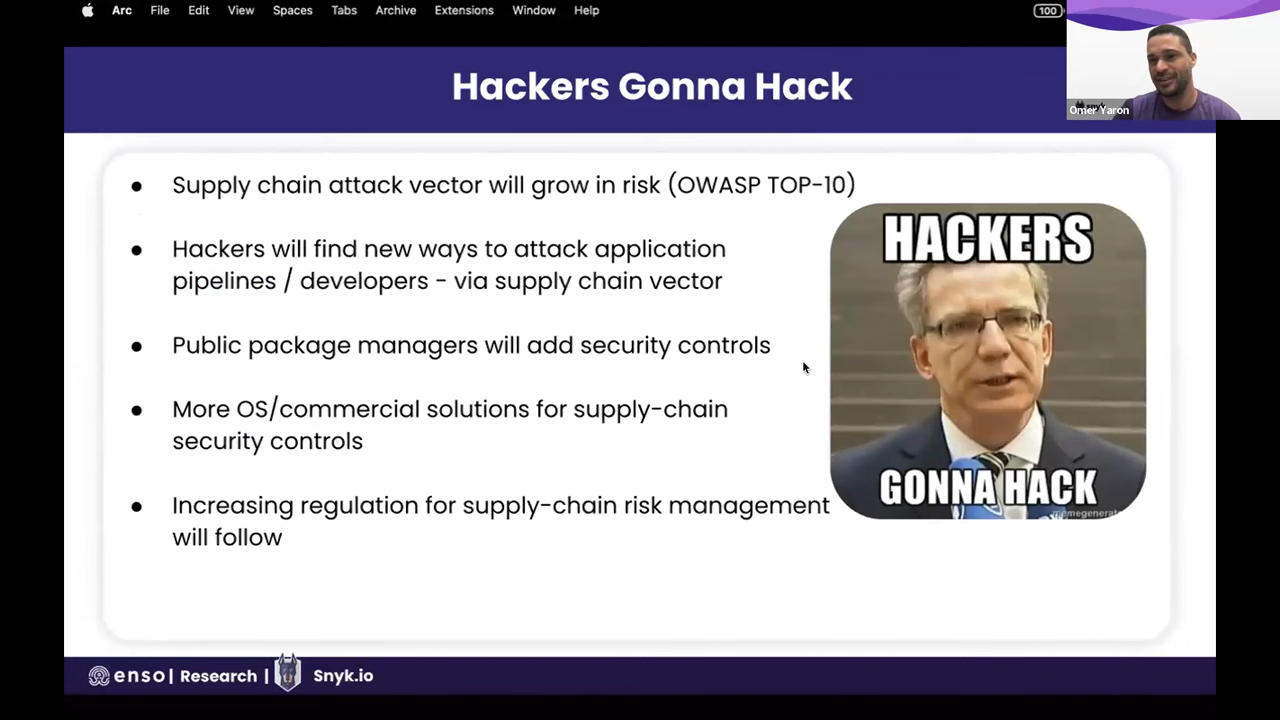 Arc File Edit View Spaces Tabs Archive Extensions Window Help
100
Omer Yaron
Hackers Gonna Hack
● Supply chain attack vector will grow in risk (OWASP TOP-10)
● Hackers will find new ways to attack application
pipelines / developers - via supply chain vector
● Public package managers will add security controls
● More OS/commercial solutions for supply-chain
security controls
● Increasing regulation for supply-chain risk management
will follow
HACKERS
GONNA HACK
enso | Research | Snyk.io